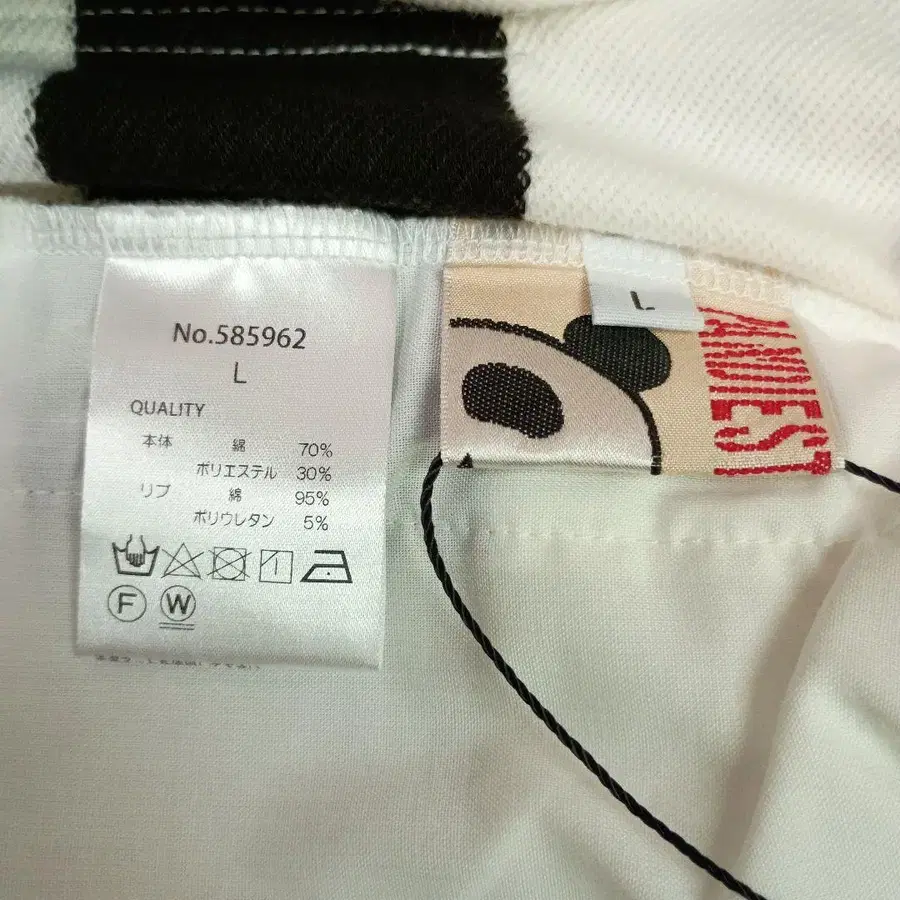 No.585962
L
QUALITY
本体 綿 70%
ポリエステル 30%
リブ 綿 95%
ポリウレタン 5%
F W
L
PANDIEST